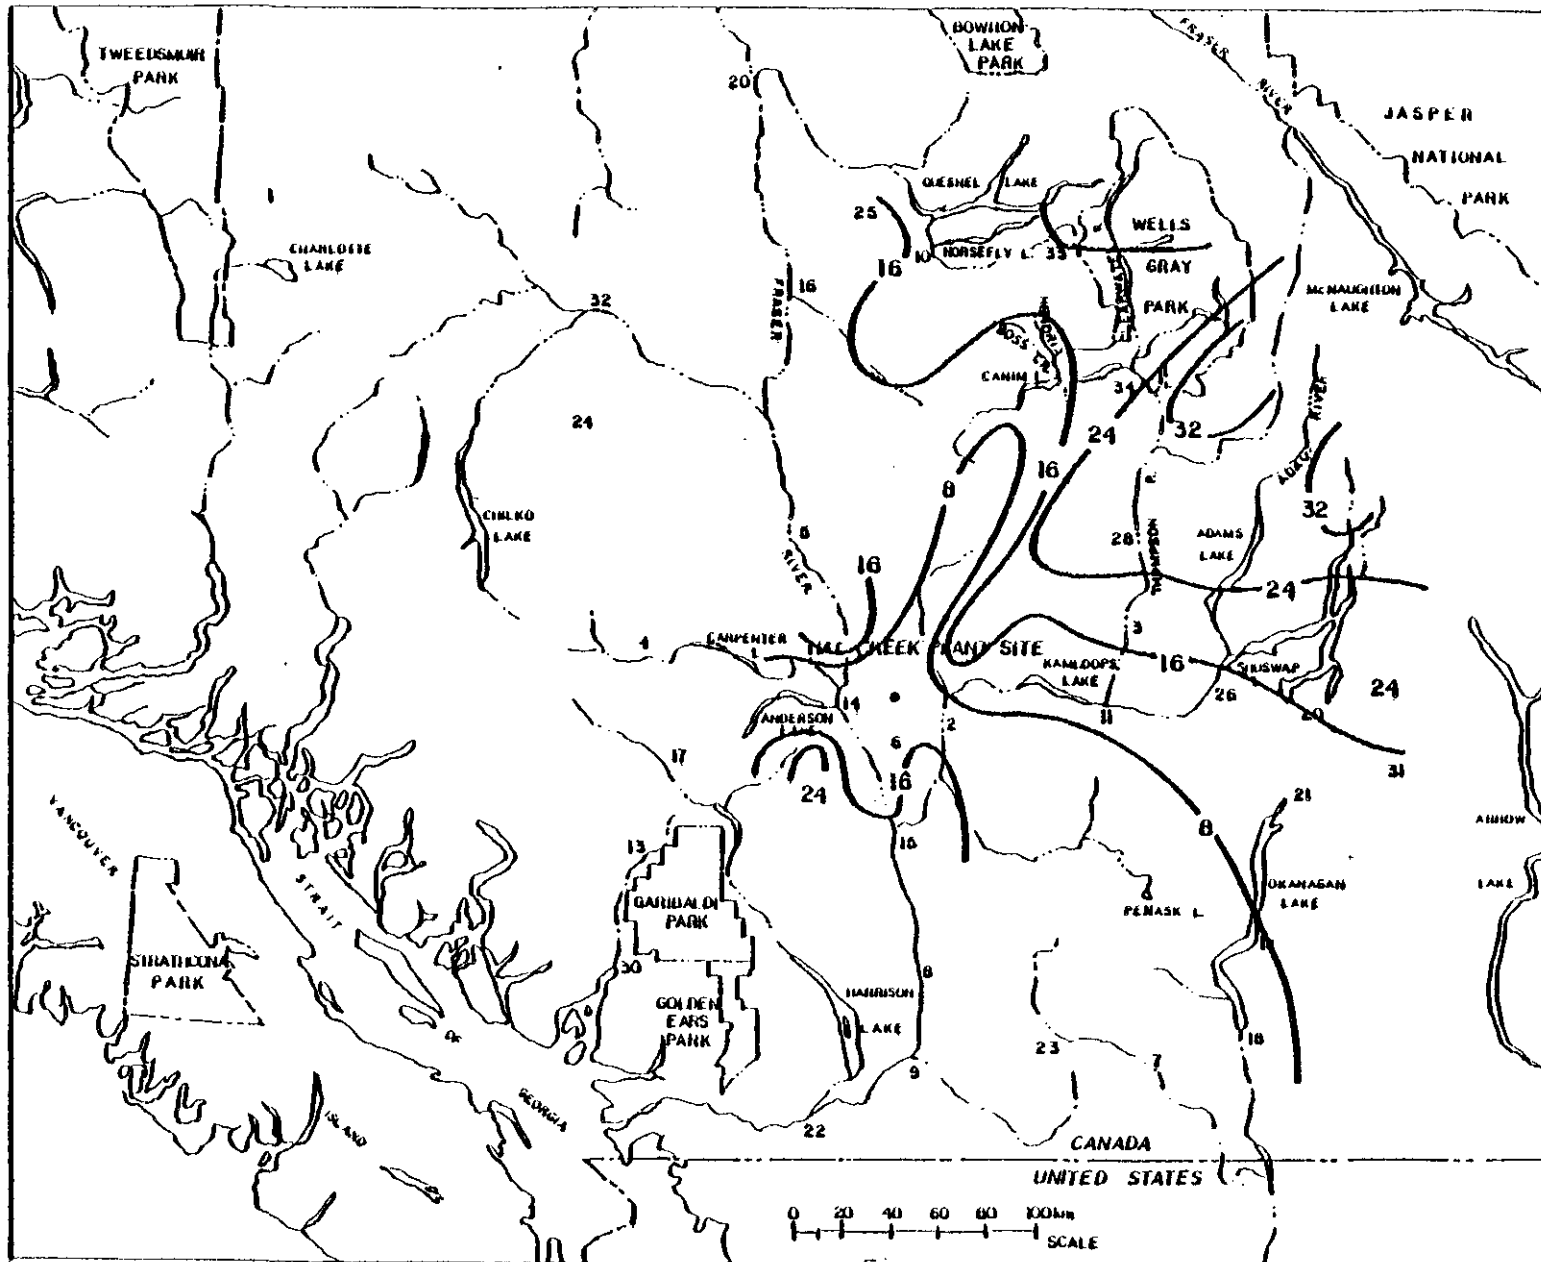 TWEEDSMUIR
PARK
BOWRON
LAKE
PARK
FRASER
RIVER
JASPER
NATIONAL
PARK
20
QUESNEL LAKE
25
16
10
HORSEFLY L.
33
WELLS
GRAY
PARK
CHARLOTTE
LAKE
McNAUGHTON
LAKE
32
16
FRASER
RIVER
CANIM L.
34
24
24
32
16
8
ADAMS
RIVER
32
CHILKO
LAKE
5
16
28
THOMPSON
R.
ADAMS
LAKE
24
4
CARPENTER
L.
HAT CREEK PLANT SITE
3
KAMLOOPS
LAKE
16
SHUSWAP
L.
26
20
24
14
ANDERSON
LAKE
6
2
11
17
24
16
31
21
8
15
ARROW
LAKE
VANCOUVER
ISLAND
STRAIT
OF
GEORGIA
13
GARIBALDI
PARK
OKANAGAN
LAKE
PENASK L.
STRATHCONA
PARK
30
GOLDEN
EARS
PARK
8
HARRISON
LAKE
23
7
18
9
22
CANADA
UNITED STATES
0 20 40 60 80 100km
SCALE